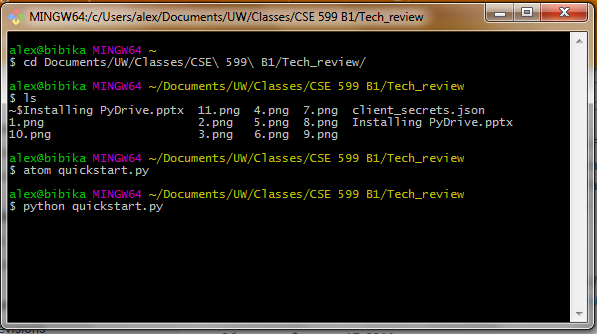 MINGW64:/c/Users/alex/Documents/UW/Classes/CSE 599 B1/Tech_review
alex@bibika MINGW64 ~
$ cd Documents/UW/Classes/CSE\ 599\ B1/Tech_review/
alex@bibika MINGW64 ~/Documents/UW/Classes/CSE 599 B1/Tech_review
$ ls
~$Installing PyDrive.pptx  11.png  4.png  7.png  client_secrets.json
1.png                      2.png   5.png  8.png  Installing PyDrive.pptx
10.png                     3.png   6.png  9.png
alex@bibika MINGW64 ~/Documents/UW/Classes/CSE 599 B1/Tech_review
$ atom quickstart.py
alex@bibika MINGW64 ~/Documents/UW/Classes/CSE 599 B1/Tech_review
$ python quickstart.py